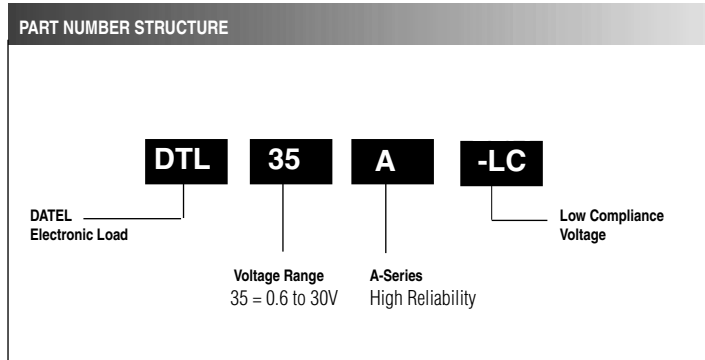 PART NUMBER STRUCTURE
DTL 35 A -LC
DATEL
Electronic Load
Low Compliance
Voltage
Voltage Range
35 = 0.6 to 30V
A-Series
High Reliability